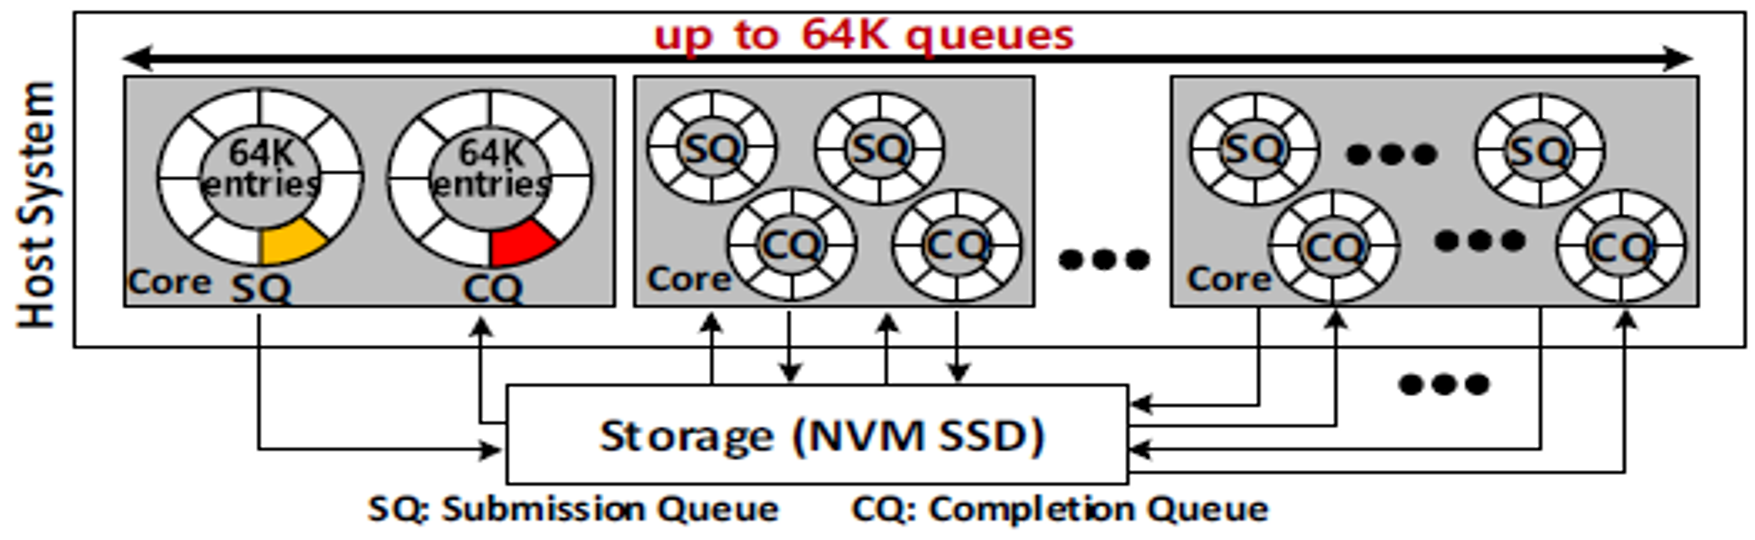 up to 64K queues
Host System
64K
entries
64K
entries
Core
SQ
CQ
SQ
SQ
CQ
CQ
Core
SQ
SQ
CQ
CQ
Core
Storage (NVM SSD)
SQ: Submission Queue
CQ: Completion Queue